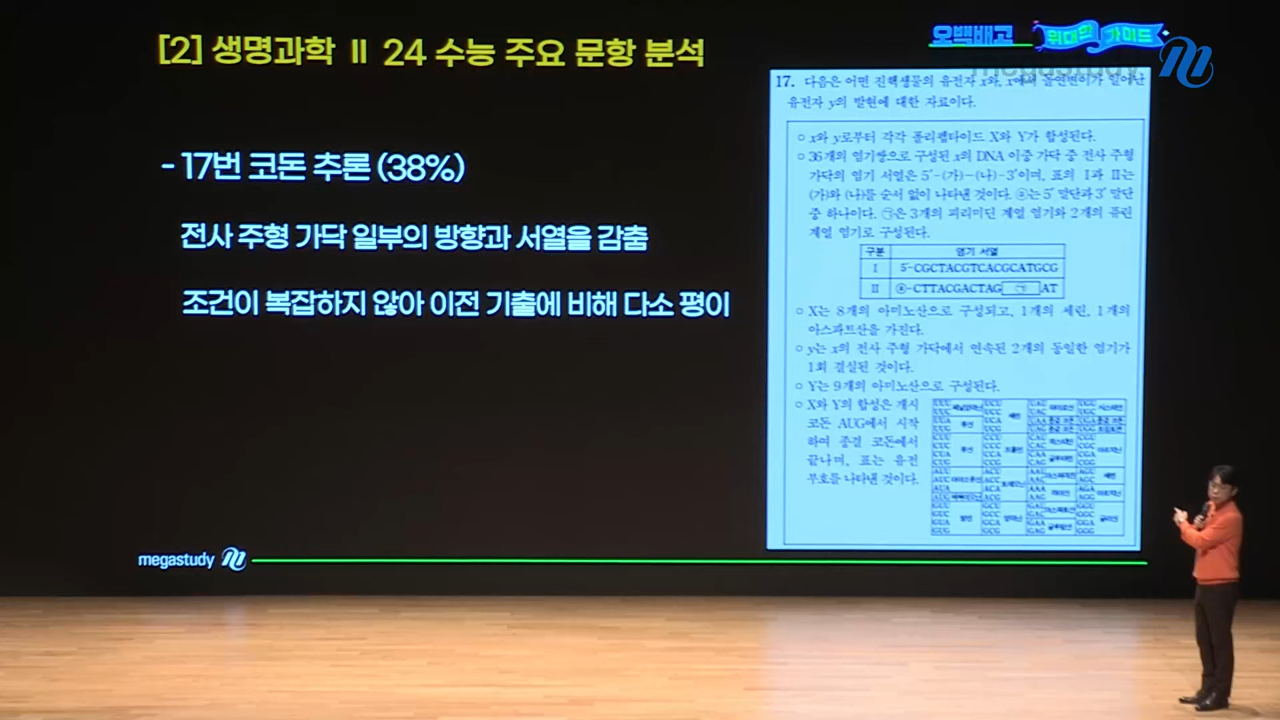 [2] 생명과학 Ⅱ 24 수능 주요 문항 분석
오백배고
위대한 가이드
megastudy
- 17번 코돈 추론 (38%)
전사 주형 가닥 일부의 방향과 서열을 감춤
조건이 복잡하지 않아 이전 기출에 비해 다소 평이
17. 다음은 어떤 진핵생물의 유전자 x와, x에서 돌연변이가 일어난
유전자 y의 발현에 대한 자료이다.
○ x와 y로부터 각각 폴리펩타이드 X와 Y가 합성된다.
○ 36개의 염기쌍으로 구성된 x의 DNA 이중 가닥 중 전사 주형
가닥의 염기 서열은 5′-(가)-(나)-3′이며, 표의 Ⅰ과 Ⅱ는
(가)와 (나)를 순서 없이 나타낸 것이다. ⓐ는 5′ 말단과 3′ 말단
중 하나이다. ㉠은 3개의 피리미딘 계열 염기와 2개의 퓨린
계열 염기로 구성된다.
구분 염기 서열
Ⅰ 5-CGCTACGTCACGCATGCG
Ⅱ ⓐ-CTTACGACTAG ㉠ AT
○ X는 8개의 아미노산으로 구성되고, 1개의 세린, 1개의
아스파트산을 가진다.
○ y는 x의 전사 주형 가닥에서 연속된 2개의 동일한 염기가
1회 결실된 것이다.
○ Y는 9개의 아미노산으로 구성된다.
○ X와 Y의 합성은 개시
코돈 AUG에서 시작
하여 종결 코돈에서
끝나며, 표는 유전
부호를 나타낸 것이다.
megastudy